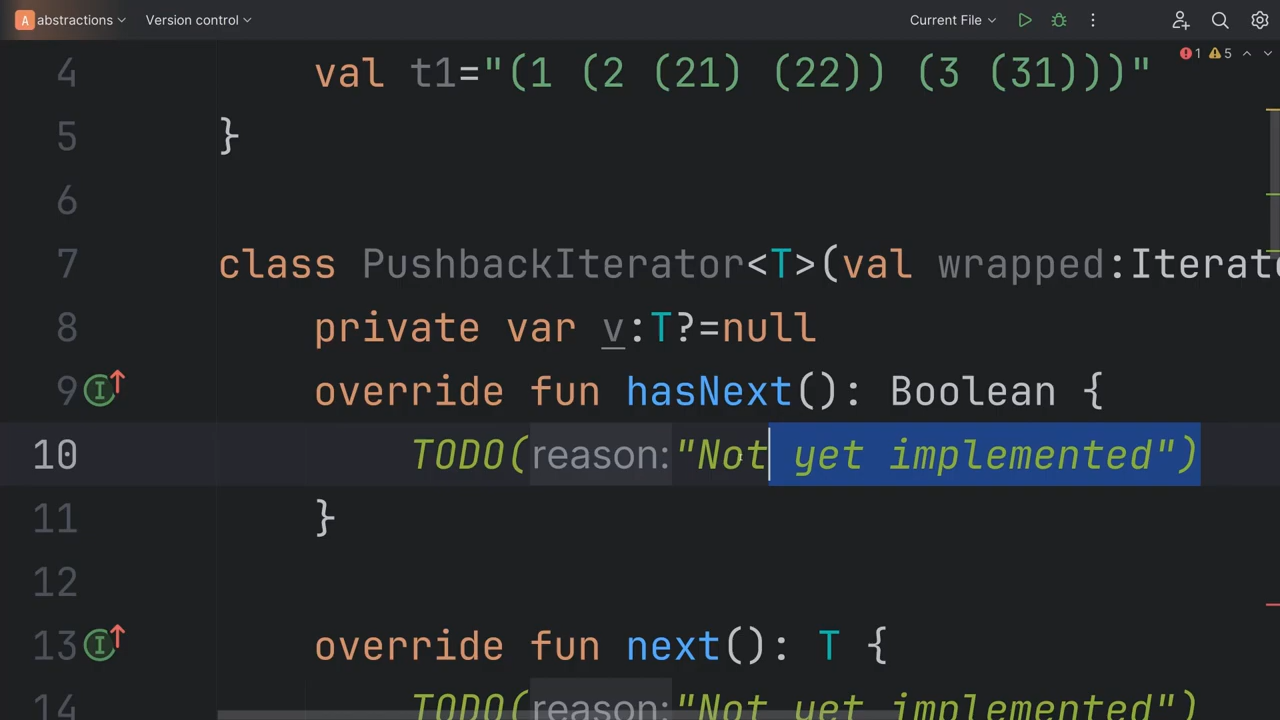 A abstractions Version control Current File
4 val t1="(1 (2 (21) (22)) (3 (31)))" 1 5
5 }
6
7 class PushbackIterator<T>(val wrapped:Iterat
8 private var v:T?=null
9 override fun hasNext(): Boolean {
10 TODO( reason: "Not yet implemented")
11 }
12
13 override fun next(): T {
14 TODO( reason: "Not yet implemented")